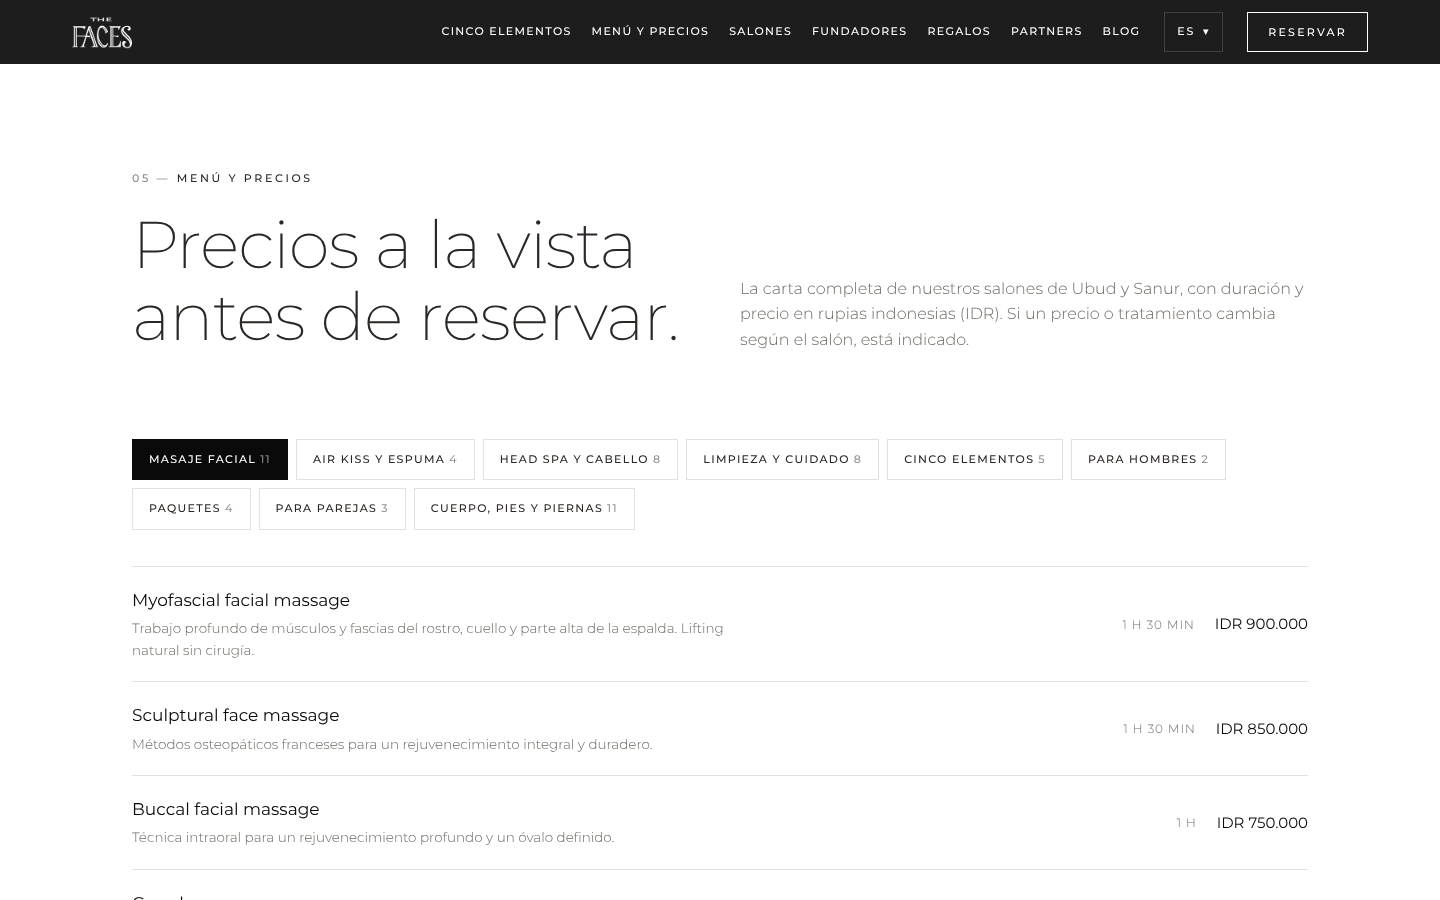 THE
FACES
CINCO ELEMENTOS
MENÚ Y PRECIOS
SALONES
FUNDADORES
REGALOS
PARTNERS
BLOG
ES ▾
RESERVAR
05 — MENÚ Y PRECIOS
Precios a la vista
antes de reservar.
La carta completa de nuestros salones de Ubud y Sanur, con duración y
precio en rupias indonesias (IDR). Si un precio o tratamiento cambia
según el salón, está indicado.
MASAJE FACIAL 11
AIR KISS Y ESPUMA 4
HEAD SPA Y CABELLO 8
LIMPIEZA Y CUIDADO 8
CINCO ELEMENTOS 5
PARA HOMBRES 2
PAQUETES 4
PARA PAREJAS 3
CUERPO, PIES Y PIERNAS 11
Myofascial facial massage
Trabajo profundo de músculos y fascias del rostro, cuello y parte alta de la espalda. Lifting
natural sin cirugía.
1 H 30 MIN
IDR 900.000
Sculptural face massage
Métodos osteopáticos franceses para un rejuvenecimiento integral y duradero.
1 H 30 MIN
IDR 850.000
Buccal facial massage
Técnica intraoral para un rejuvenecimiento profundo y un óvalo definido.
1 H
IDR 750.000